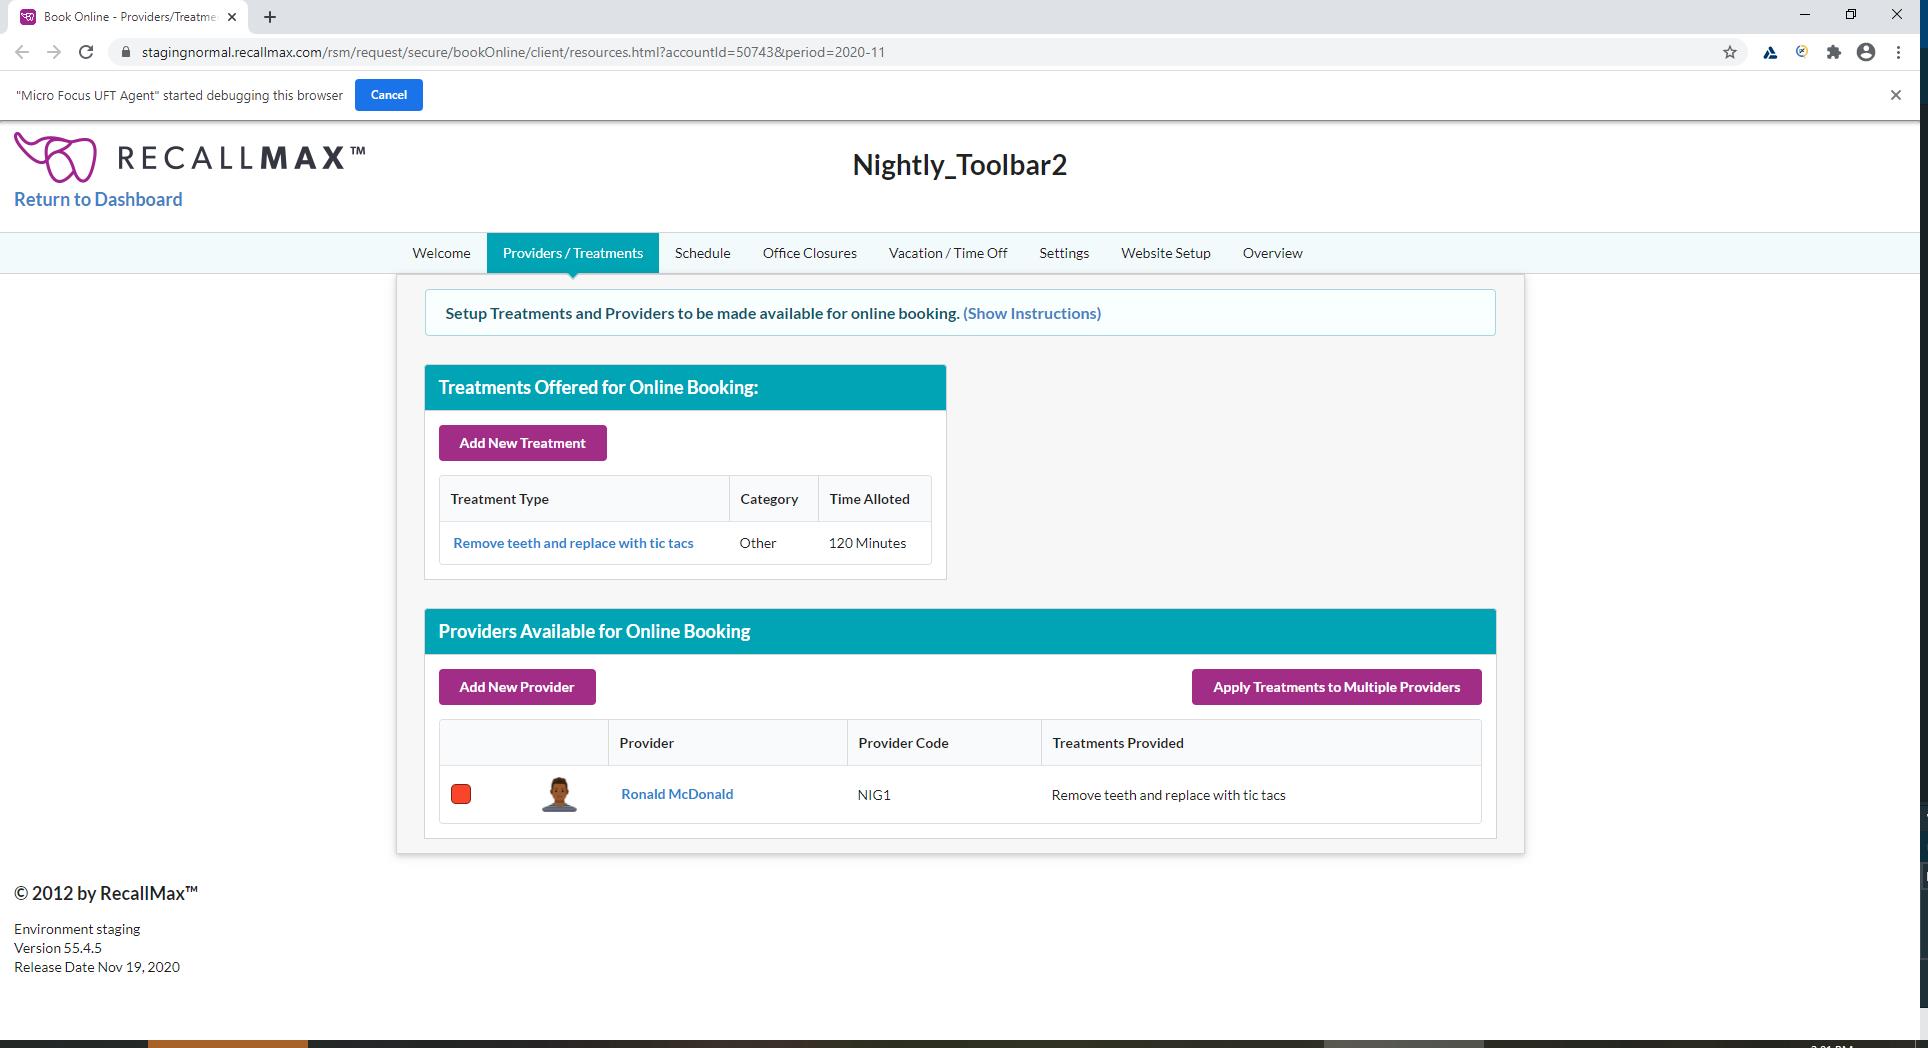 Book Online - Providers/Treatme
stagingnormal.recallmax.com/rsm/request/secure/bookOnline/client/resources.html?accountId=50743&period=2020-11
"Micro Focus UFT Agent" started debugging this browser
Cancel
RECALLMAX™
Nightly_Toolbar2
Return to Dashboard
Welcome Providers / Treatments Schedule Office Closures Vacation / Time Off Settings Website Setup Overview
Setup Treatments and Providers to be made available for online booking. (Show Instructions)
Treatments Offered for Online Booking:
Add New Treatment
Treatment Type Category Time Alloted
Remove teeth and replace with tic tacs Other 120 Minutes
Providers Available for Online Booking
Add New Provider Apply Treatments to Multiple Providers
Provider Provider Code Treatments Provided
Ronald McDonald NIG1 Remove teeth and replace with tic tacs
© 2012 by RecallMax™
Environment staging
Version 55.4.5
Release Date Nov 19, 2020